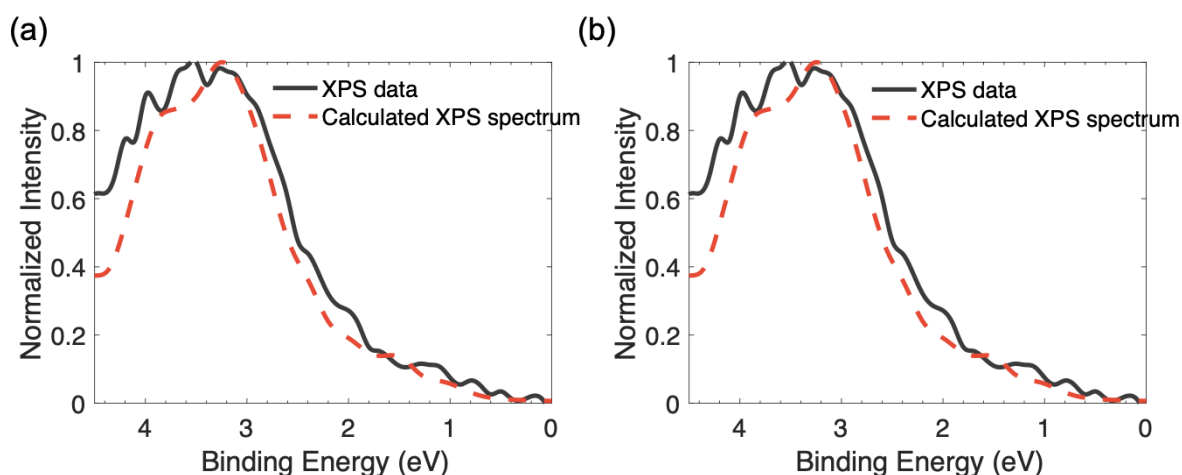 (a)
1
0.8
0.6
0.4
0.2
0
4 3 2 1 0
Normalized Intensity
Binding Energy (eV)
XPS data
Calculated XPS spectrum
(b)
1
0.8
0.6
0.4
0.2
0
4 3 2 1 0
Normalized Intensity
Binding Energy (eV)
XPS data
Calculated XPS spectrum